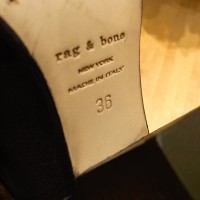 rag & bone
NEW YORK
MADE IN ITALY
36